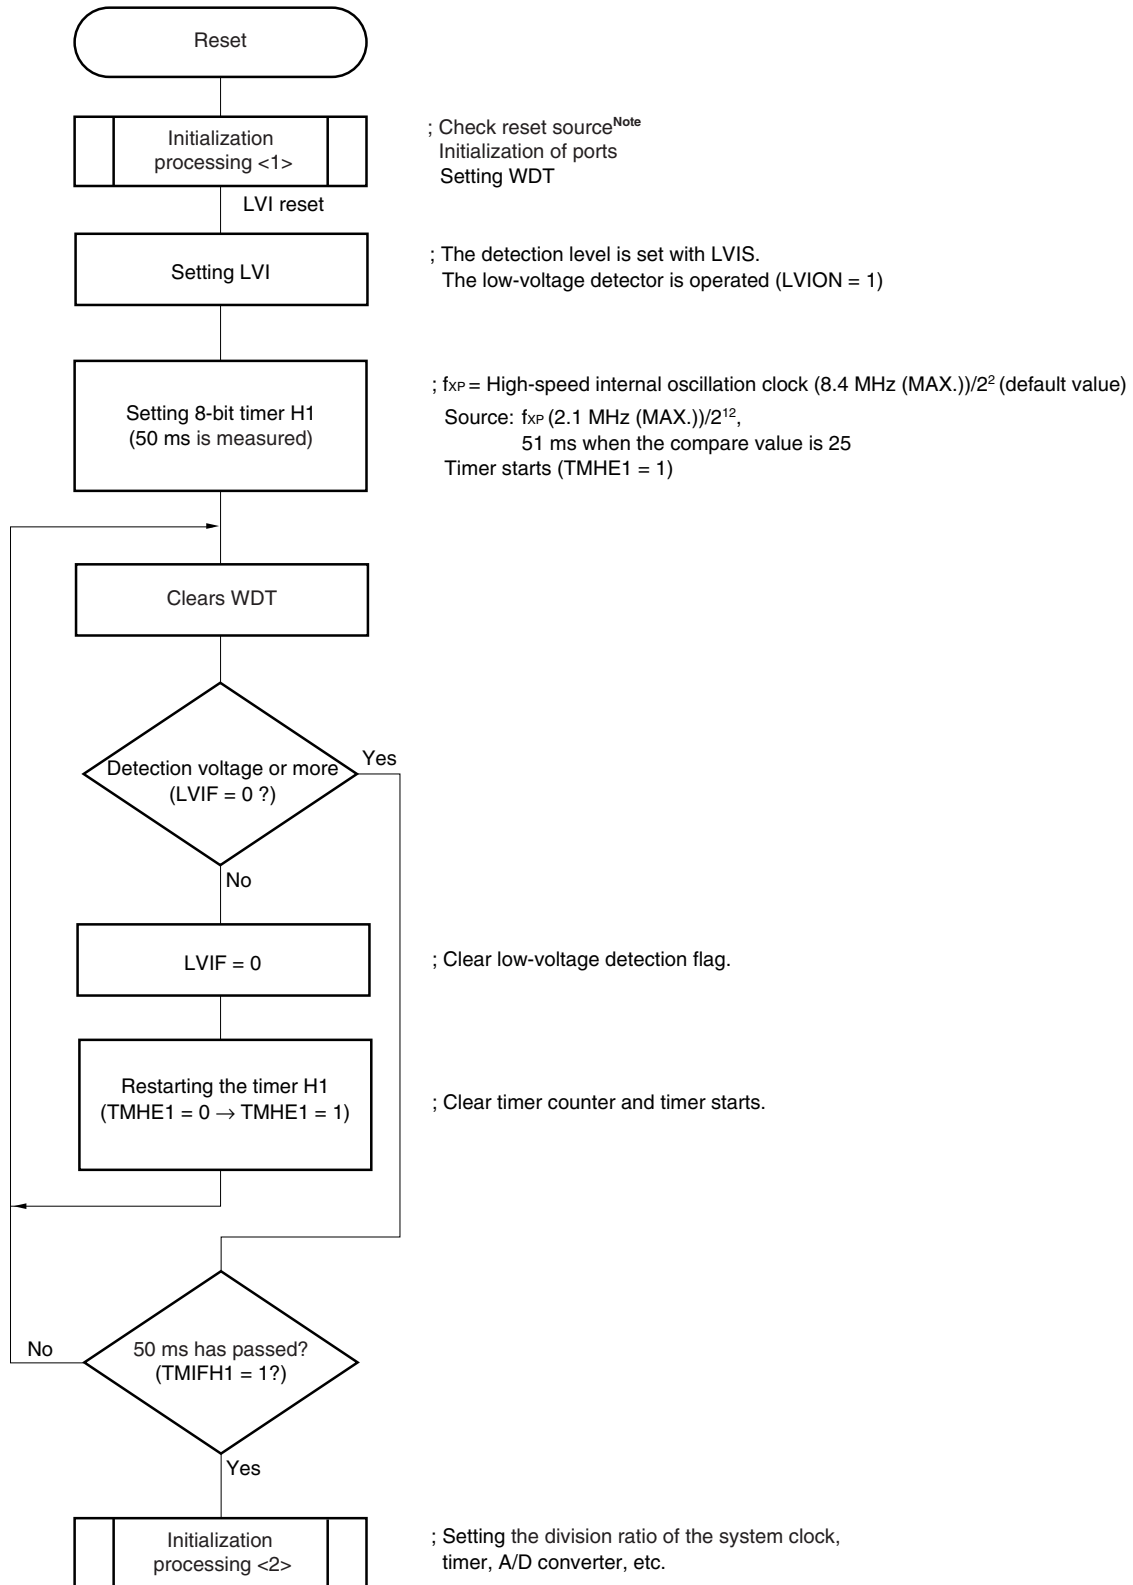 Reset
Initialization
processing <1>
; Check reset source^Note
Initialization of ports
Setting WDT
LVI reset
Setting LVI
; The detection level is set with LVIS.
The low-voltage detector is operated (LVION = 1)
Setting 8-bit timer H1
(50 ms is measured)
; fXP = High-speed internal oscillation clock (8.4 MHz (MAX.))/2² (default value)
Source: fXP (2.1 MHz (MAX.))/2¹²,
51 ms when the compare value is 25
Timer starts (TMHE1 = 1)
Clears WDT
Detection voltage or more
(LVIF = 0 ?)
Yes
No
LVIF = 0
; Clear low-voltage detection flag.
Restarting the timer H1
(TMHE1 = 0 → TMHE1 = 1)
; Clear timer counter and timer starts.
No
50 ms has passed?
(TMIFH1 = 1?)
Yes
Initialization
processing <2>
; Setting the division ratio of the system clock,
timer, A/D converter, etc.